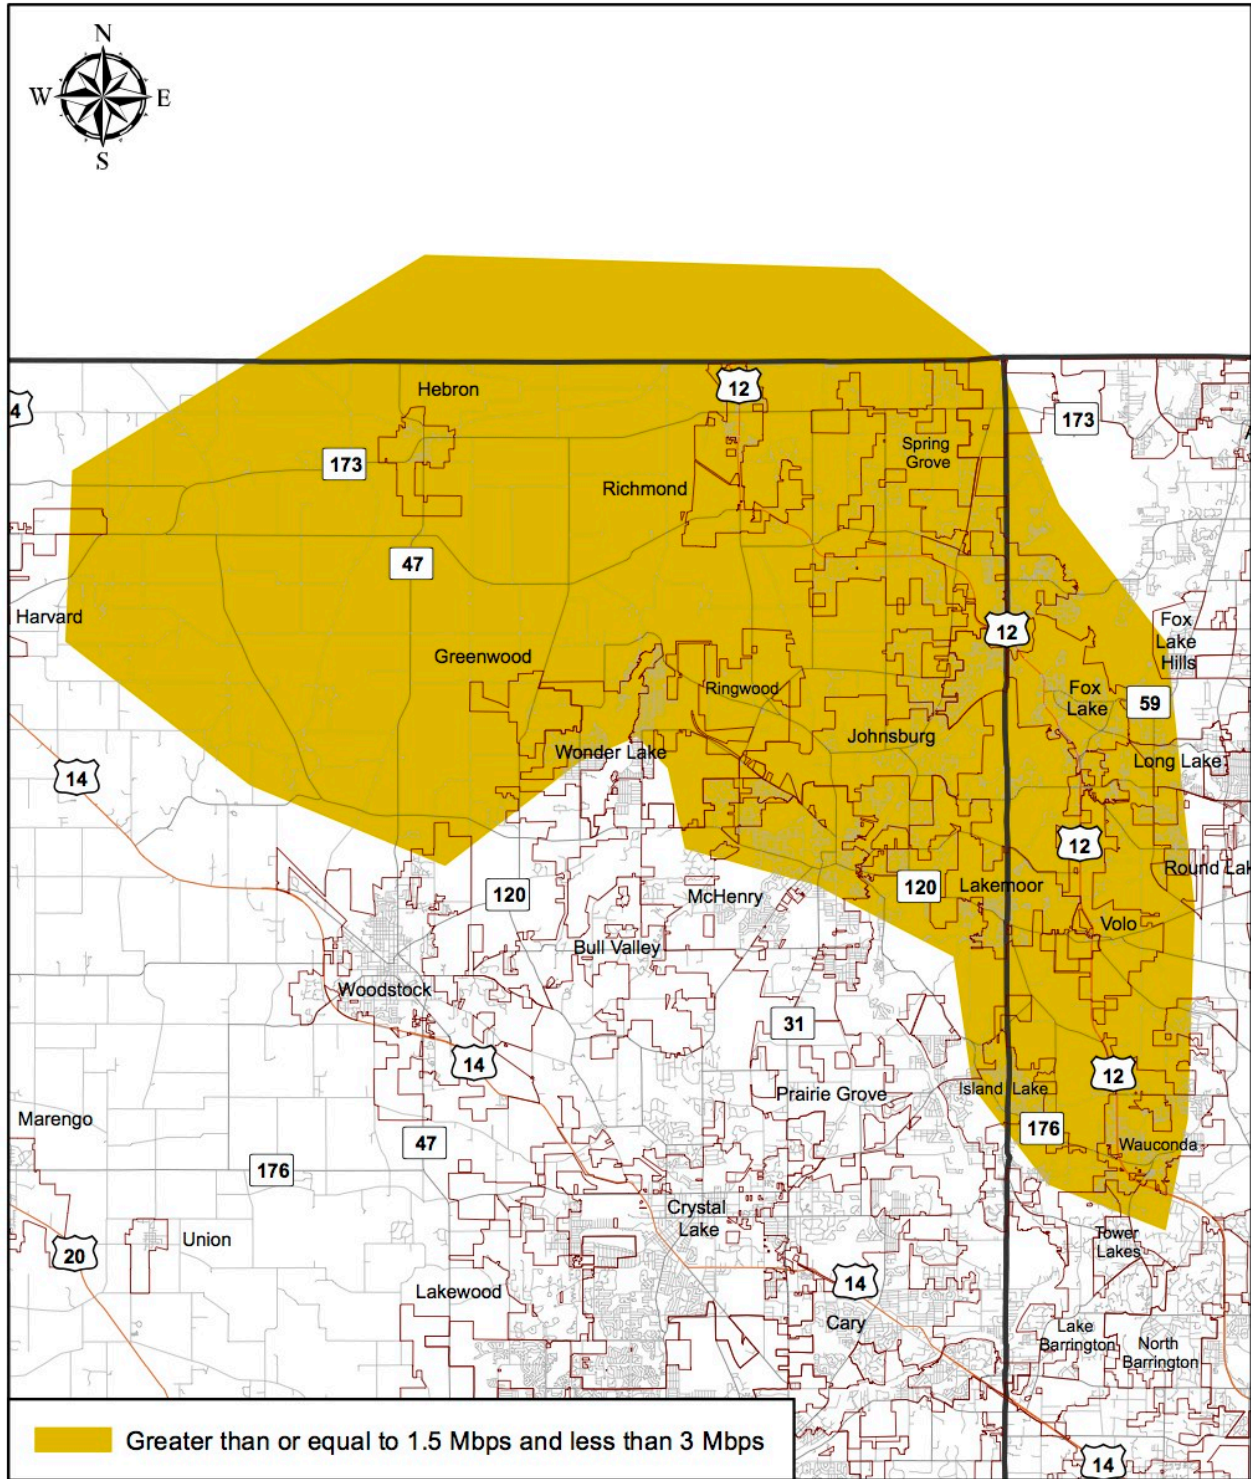 N
W E
S
Hebron
12
173
4
173
Spring
Grove
Richmond
47
Harvard
Fox
Lake
Hills
12
Greenwood
Ringwood
Fox
Lake
59
Johnsburg
Wonder Lake
Long Lake
14
12
Round Lak
120
120
Lakemoor
McHenry
Volo
Bull Valley
Woodstock
31
14
12
Prairie Grove
Island Lake
Marengo
47
176
Wauconda
176
Crystal
Lake
Union
Tower
Lakes
20
14
Lakewood
Cary
Lake
Barrington
North
Barrington
Greater than or equal to 1.5 Mbps and less than 3 Mbps
14